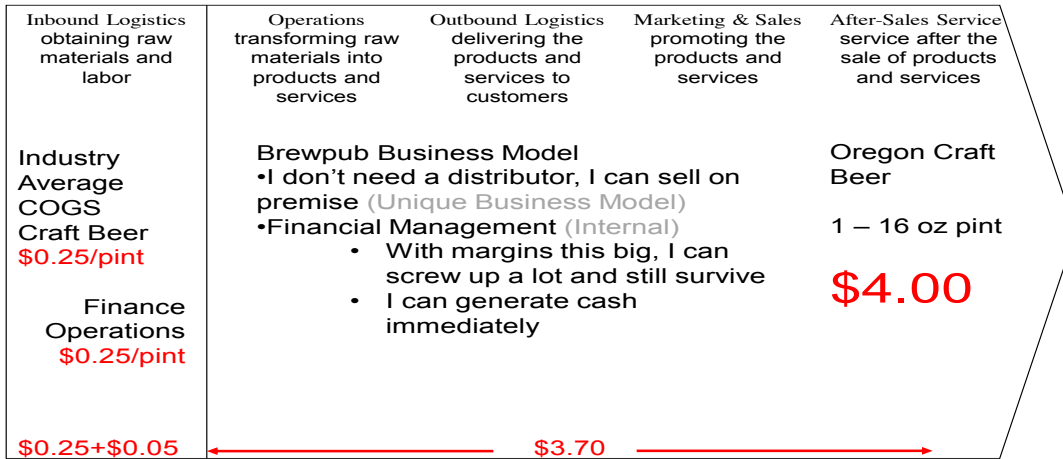 Inbound Logistics
obtaining raw
materials and
labor
Operations
transforming raw
materials into
products and
services
Outbound Logistics
delivering the
products and
services to
customers
Marketing & Sales
promoting the
products and
services
After-Sales Service
service after the
sale of products
and services
Industry
Average
COGS
Craft Beer
$0.25/pint
Finance
Operations
$0.25/pint
Brewpub Business Model
•I don’t need a distributor, I can sell on
premise (Unique Business Model)
•Financial Management (Internal)
• With margins this big, I can
screw up a lot and still survive
• I can generate cash
immediately
Oregon Craft
Beer
1 – 16 oz pint
$4.00
$0.25+$0.05
$3.70